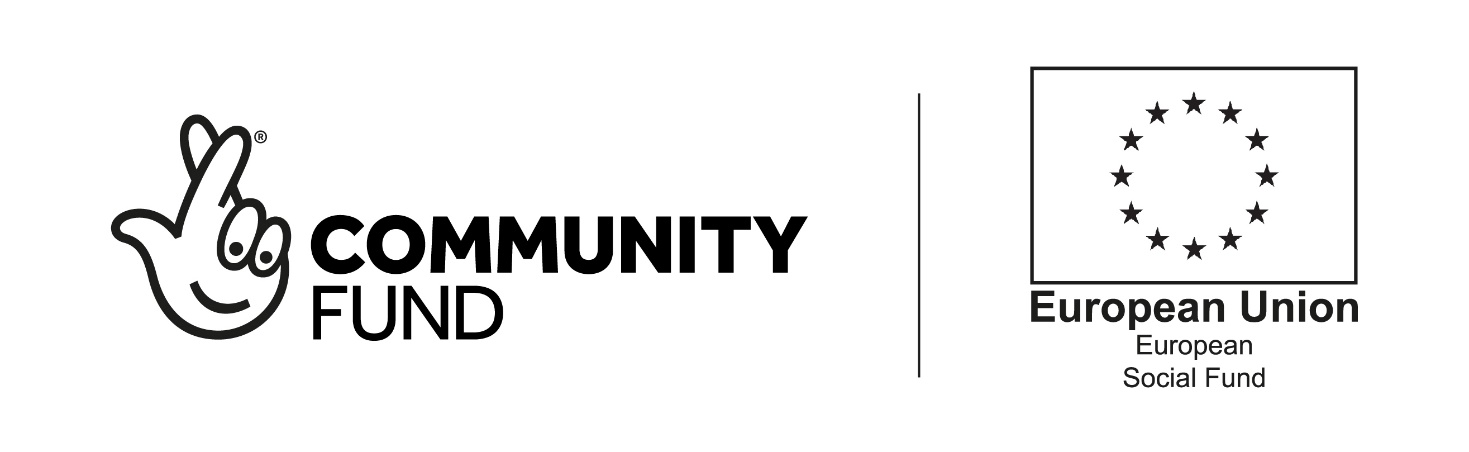 ®
COMMUNITY
FUND
European Union
European
Social Fund